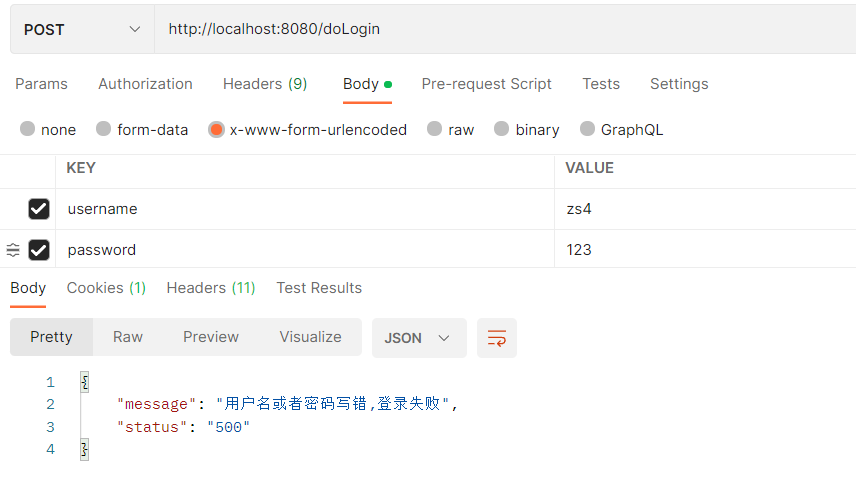 POST http://localhost:8080/doLogin
Params Authorization Headers (9) Body Pre-request Script Tests Settings
none form-data x-www-form-urlencoded raw binary GraphQL
KEY VALUE
username zs4
password 123
Body Cookies (1) Headers (11) Test Results
Pretty Raw Preview Visualize JSON
1 {
2 "message": "用户名或者密码写错,登录失败",
3 "status": "500"
4 }